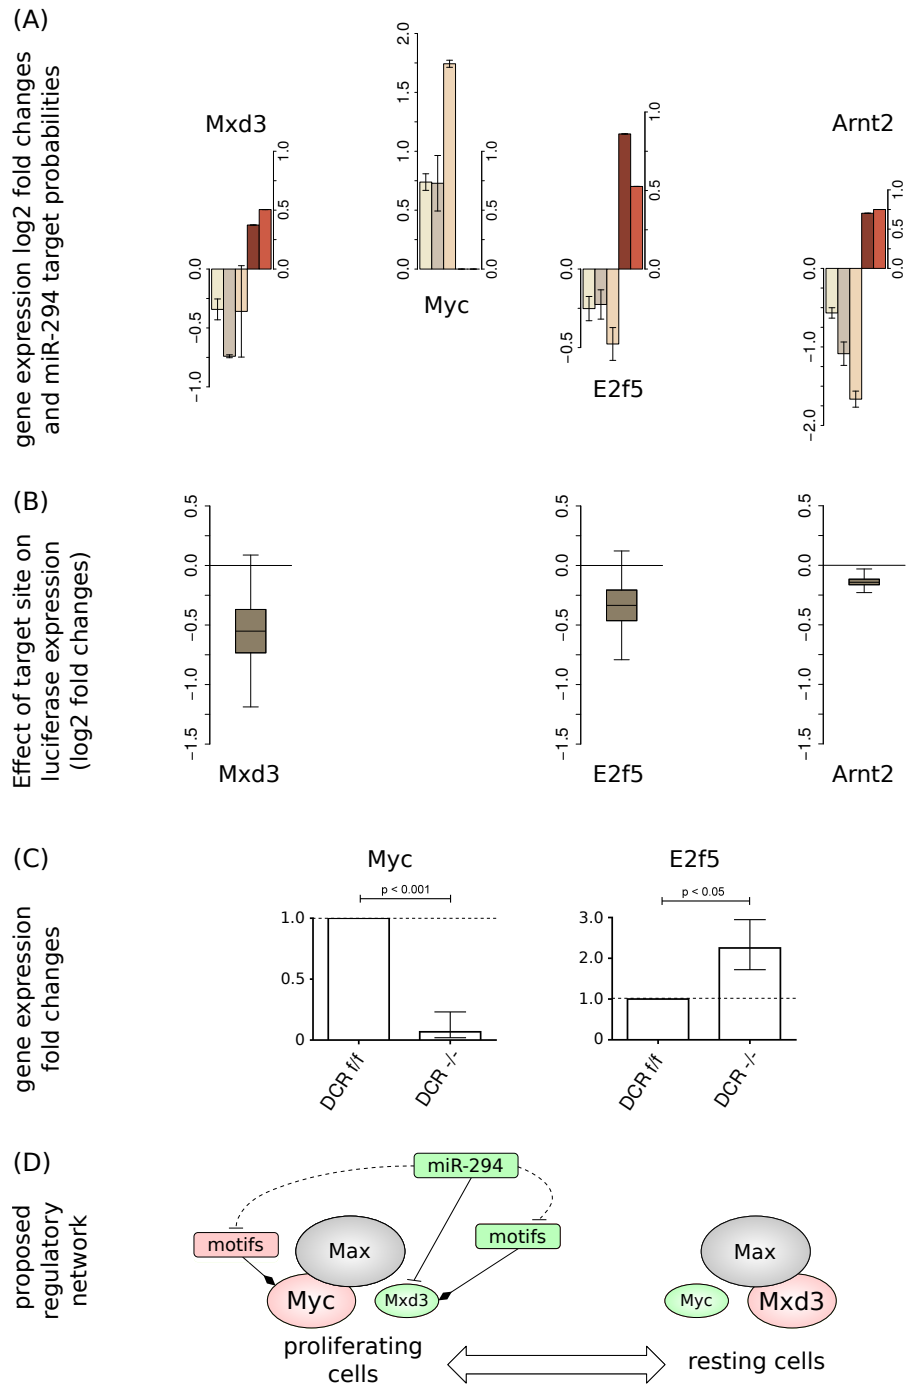 (A)
gene expression log2 fold changes
and miR-294 target probabilities
Mxd3
−1.0
−0.5
0.0
0.0
0.5
1.0
Myc
0.0
0.5
1.0
1.5
2.0
0.0
0.5
1.0
E2f5
−0.5
0.0
0.0
0.5
1.0
Arnt2
−2.0
−1.0
0.0
0.0
0.5
1.0
(B)
Effect of target site on
luciferase expression
(log2 fold changes)
0.5
0.0
−0.5
−1.0
−1.5
Mxd3
0.5
0.0
−0.5
−1.0
−1.5
E2f5
0.5
0.0
−0.5
−1.0
−1.5
Arnt2
(C)
gene expression
fold changes
Myc
p < 0.001
1.0
0.5
0
DCR f/f
DCR -/-
E2f5
p < 0.05
3.0
2.0
1.0
0
DCR f/f
DCR -/-
(D)
proposed
regulatory
network
miR-294
motifs
motifs
Max
Myc
Mxd3
proliferating
cells
Max
Myc
Mxd3
resting cells